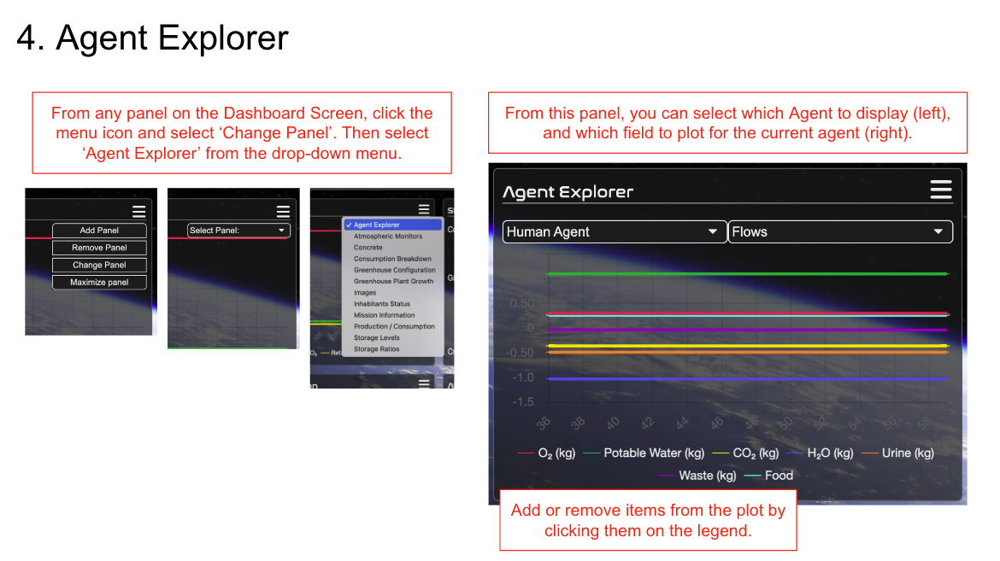 4. Agent Explorer
From any panel on the Dashboard Screen, click the
menu icon and select ‘Change Panel’. Then select
‘Agent Explorer’ from the drop-down menu.
Add Panel
Remove Panel
Change Panel
Maximize panel
Select Panel:
✓ Agent Explorer
Atmospheric Monitors
Concrete
Consumption Breakdown
Greenhouse Configuration
Greenhouse Plant Growth
Images
Inhabitants Status
Mission Information
Production / Consumption
Storage Levels
Storage Ratios
From this panel, you can select which Agent to display (left),
and which field to plot for the current agent (right).
Agent Explorer
Human Agent
Flows
0.50
0
-0.50
-1.0
-1.5
36 38 40 42 44 46 48 50 52 54 56 58
O₂ (kg) Potable Water (kg) CO₂ (kg) H₂O (kg) Urine (kg)
Waste (kg) Food
Add or remove items from the plot by
clicking them on the legend.